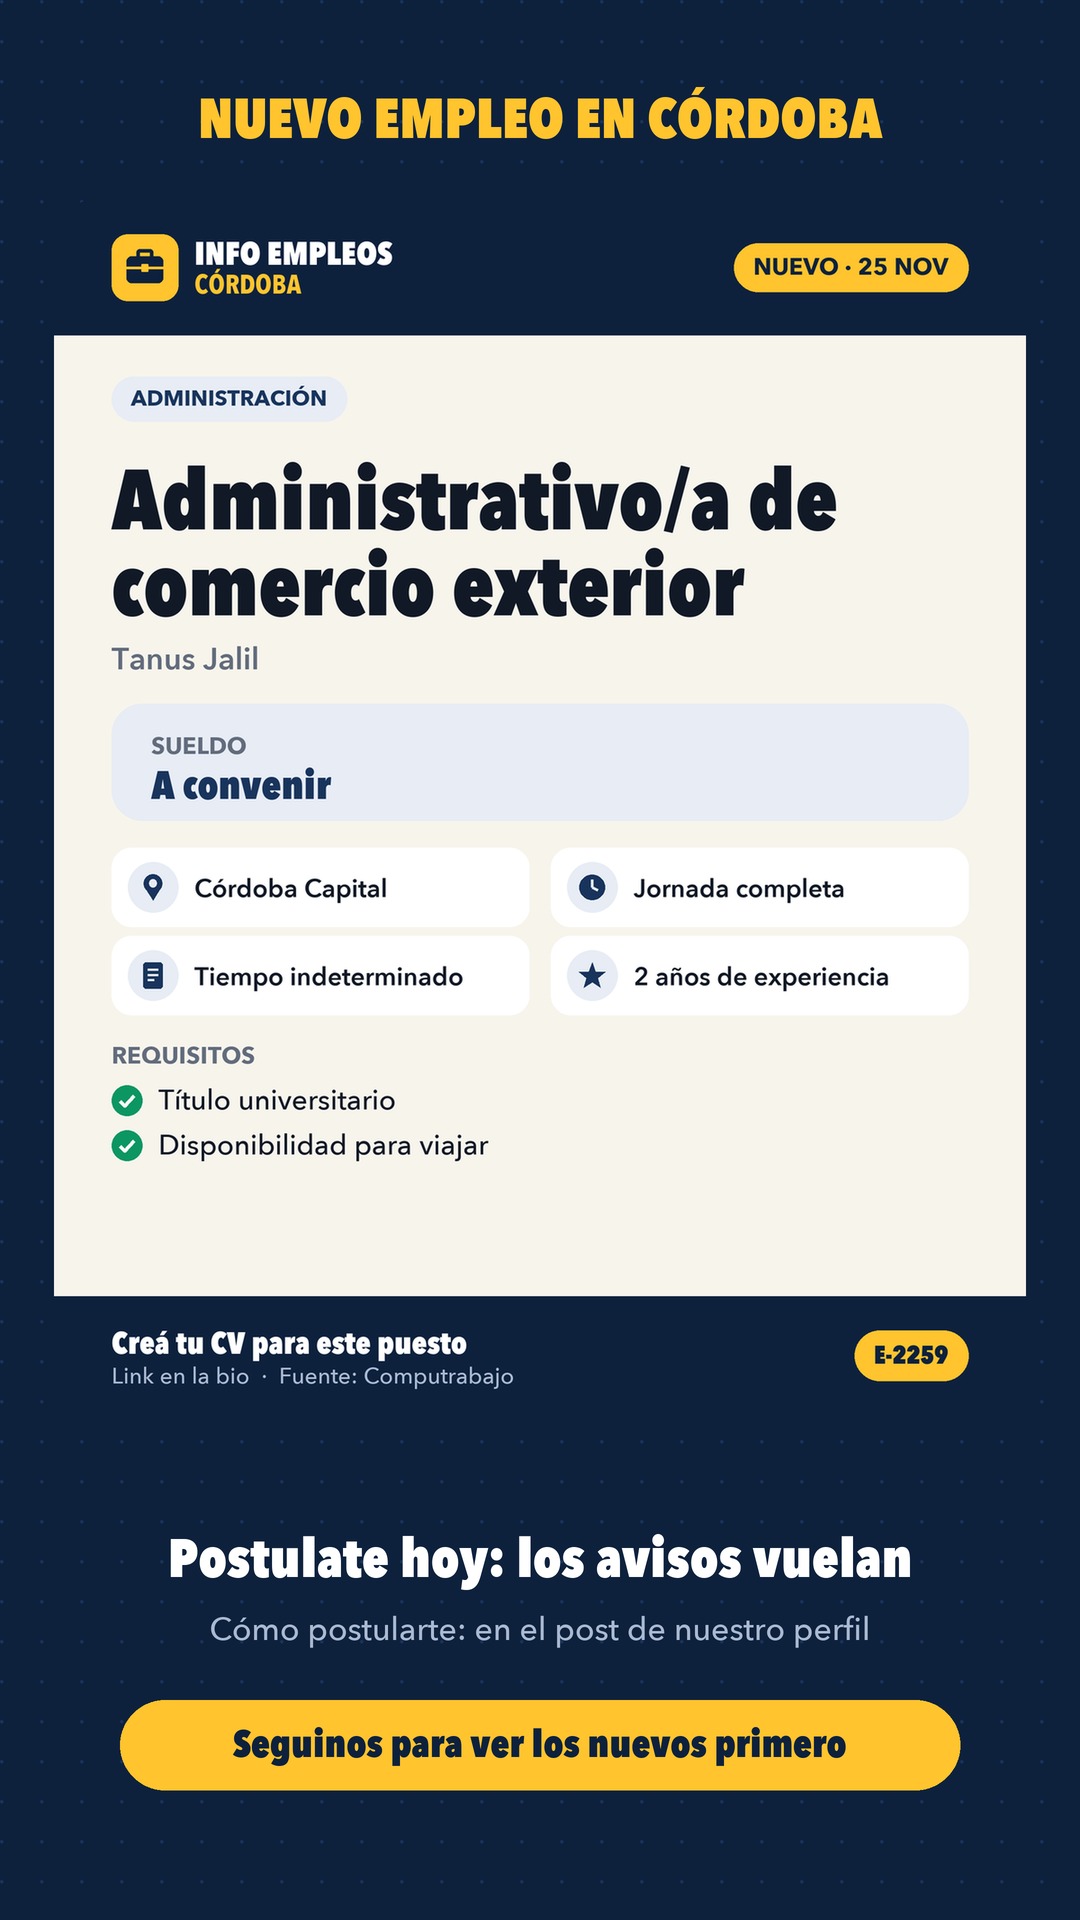 NUEVO EMPLEO EN CÓRDOBA
INFO EMPLEOS
CÓRDOBA
NUEVO · 25 NOV
ADMINISTRACIÓN
Administrativo/a de
comercio exterior
Tanus Jalil
SUELDO
A convenir
Córdoba Capital
Jornada completa
Tiempo indeterminado
2 años de experiencia
REQUISITOS
Título universitario
Disponibilidad para viajar
Creá tu CV para este puesto
Link en la bio · Fuente: Computrabajo
E-2259
Postulate hoy: los avisos vuelan
Cómo postularte: en el post de nuestro perfil
Seguinos para ver los nuevos primero